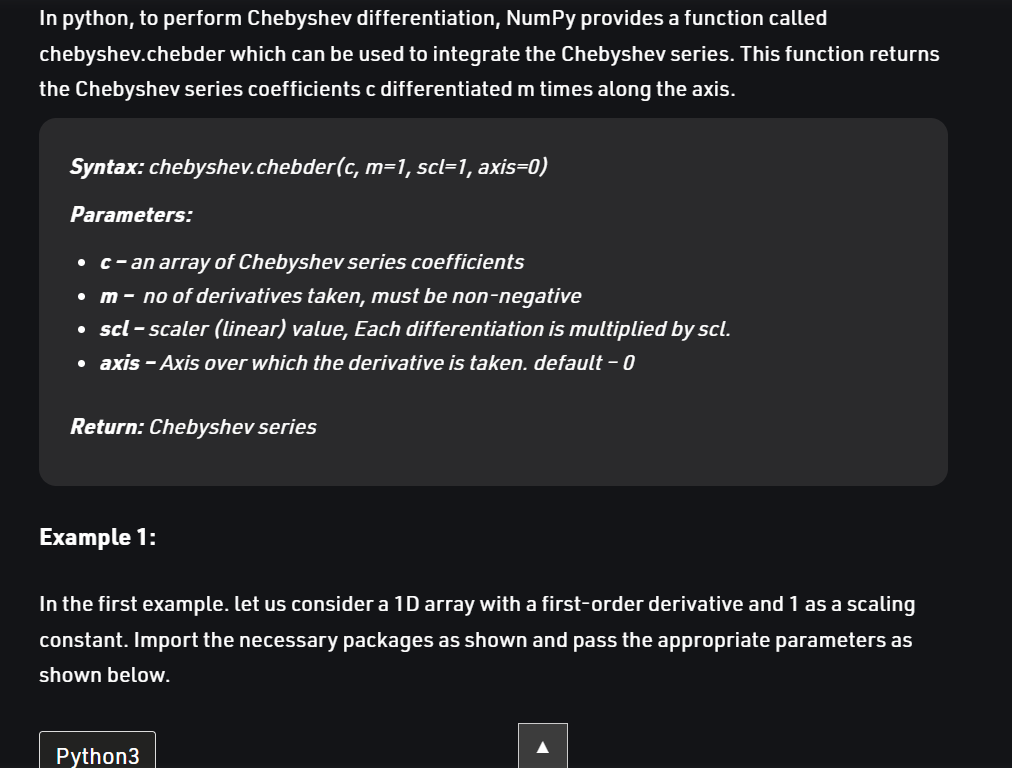 In python, to perform Chebyshev differentiation, NumPy provides a function called
chebyshev.chebder which can be used to integrate the Chebyshev series. This function returns
the Chebyshev series coefficients c differentiated m times along the axis.
Syntax: chebyshev.chebder(c, m=1, scl=1, axis=0)
Parameters:
• c – an array of Chebyshev series coefficients
• m – no of derivatives taken, must be non-negative
• scl – scaler (linear) value, Each differentiation is multiplied by scl.
• axis – Axis over which the derivative is taken. default – 0
Return: Chebyshev series
Example 1:
In the first example. let us consider a 1D array with a first-order derivative and 1 as a scaling
constant. Import the necessary packages as shown and pass the appropriate parameters as
shown below.
Python3